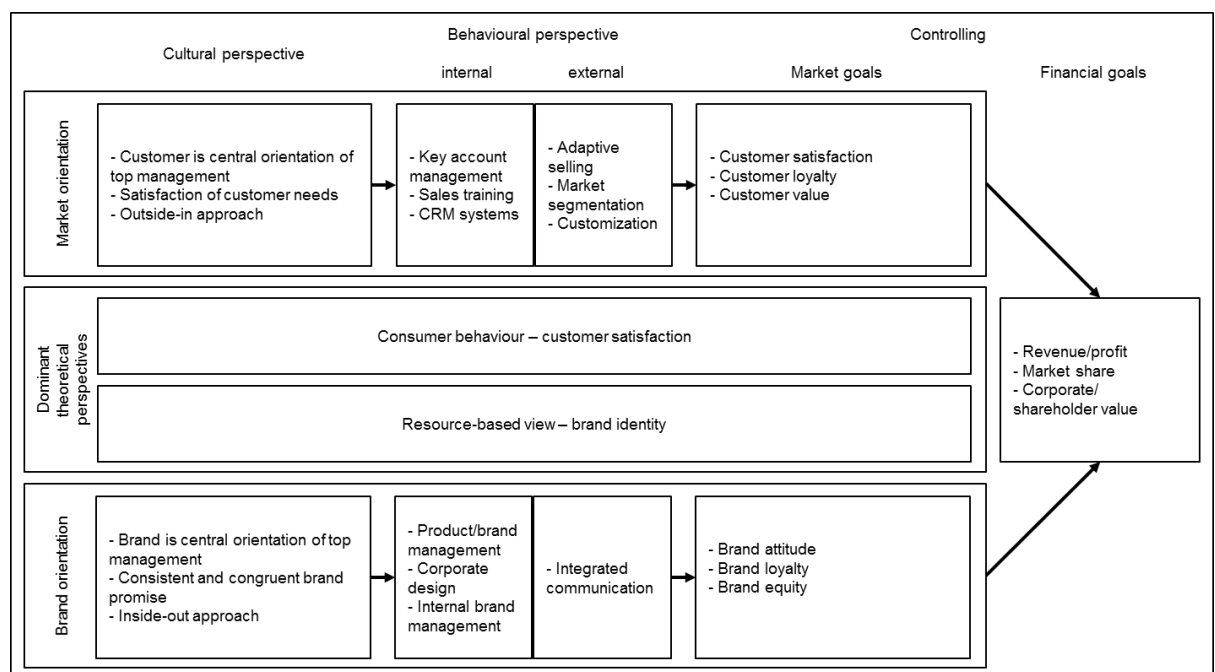 Cultural perspective
Behavioural perspective
Controlling
internal
external
Market goals
Financial goals
Market orientation
- Customer is central orientation of
top management
- Satisfaction of customer needs
- Outside-in approach
- Key account
management
- Sales training
- CRM systems
- Adaptive
selling
- Market
segmentation
- Customization
- Customer satisfaction
- Customer loyalty
- Customer value
Dominant
theoretical
perspectives
Consumer behaviour – customer satisfaction
Resource-based view – brand identity
- Revenue/profit
- Market share
- Corporate/
shareholder value
Brand orientation
- Brand is central orientation of top
management
- Consistent and congruent brand
promise
- Inside-out approach
- Product/brand
management
- Corporate
design
- Internal brand
management
- Integrated
communication
- Brand attitude
- Brand loyalty
- Brand equity